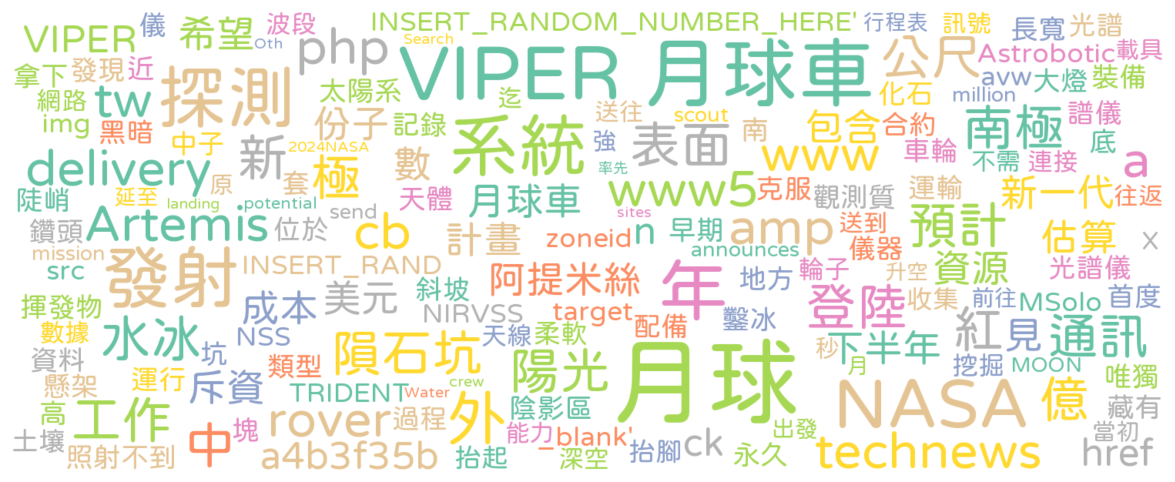 INSERT_RANDOM_NUMBER_HERE' 行程表 訊號 長寬 光譜
VIPER 儀 希望 Oth 波段 php Search VIPER 月球車 公尺 Astrobotic 載具
拿下 發現 近 探測 太陽系 迄 化石 avw 大燈 裝備
網路 tw 份子 記錄 送往 scout 包含 million 南極 譜儀
img 黑暗 中子 2024NASA 新 系統 強 表面 南 合約 車輪 底
delivery 原 套 極 數 率先 www 不需 連接 a
陡峭 延至 天體 月球車 www5 克服 觀測質 運輸 新一代 往返
鑽頭 landing Artemis potential 位於 send cb 計畫 sites zoneid n 早期 amp 送到 預計 估算 x
mission src INSERT_RAND 阿提米絲 announces 儀器 資源 光譜儀
揮發物 發射 成本 美元 斜坡 target 年 地方 輪子 升空 登陸 收集 前往 MSolo 首度
數據 水冰 NSS NIRVSS 天線 柔軟 配備 鑿冰 紅 見 通訊
資料 坑 類型 隕石坑 陽光 月球 秒 下半年 挖掘 MOON 唯獨
懸架 運行 斥資 TRIDENT Water crew 陰影區 月 NASA 億 藏有
高 工作 中 塊 rover 過程 外 能力 _blank' 出發 當初
土壤 照射不到 a4b3f35b 抬起 深空 抬腳 ck 永久 technews href